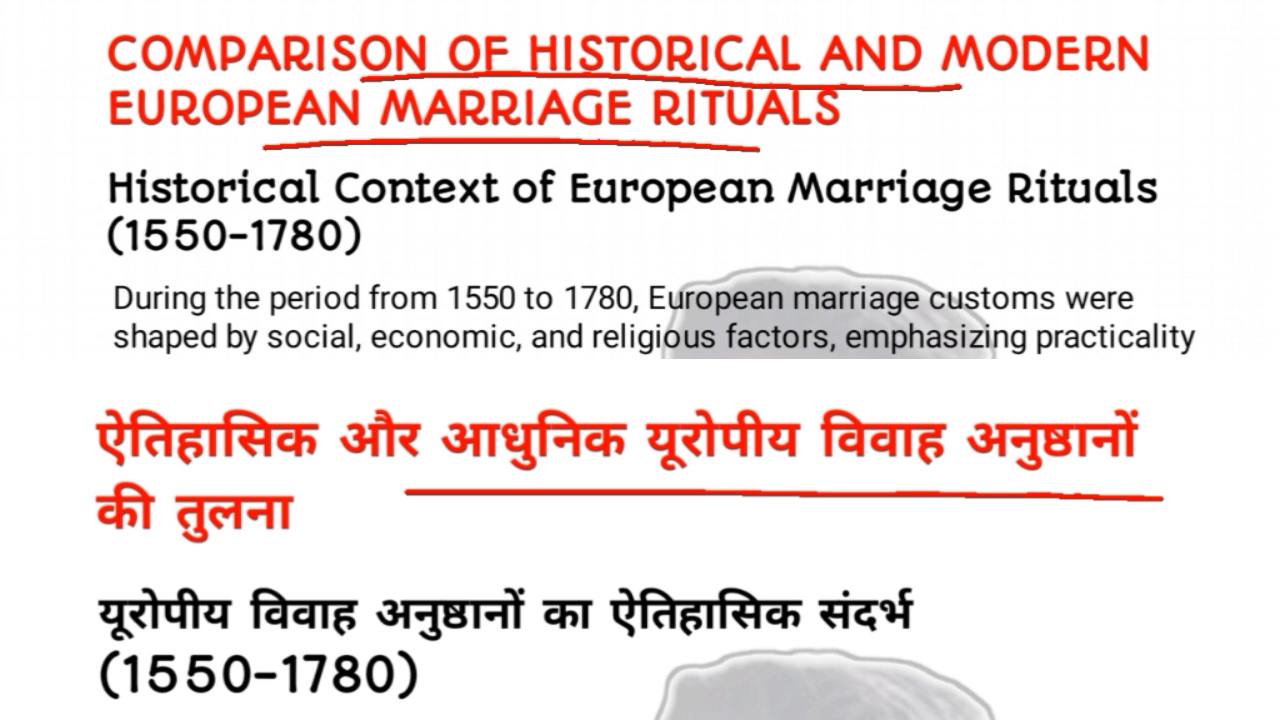 COMPARISON OF HISTORICAL AND MODERN
EUROPEAN MARRIAGE RITUALS
Historical Context of European Marriage Rituals
(1550-1780)
During the period from 1550 to 1780, European marriage customs were
shaped by social, economic, and religious factors, emphasizing practicality
ऐतिहासिक और आधुनिक यूरोपीय विवाह अनुष्ठानों
की तुलना
यूरोपीय विवाह अनुष्ठानों का ऐतिहासिक संदर्भ
(1550-1780)